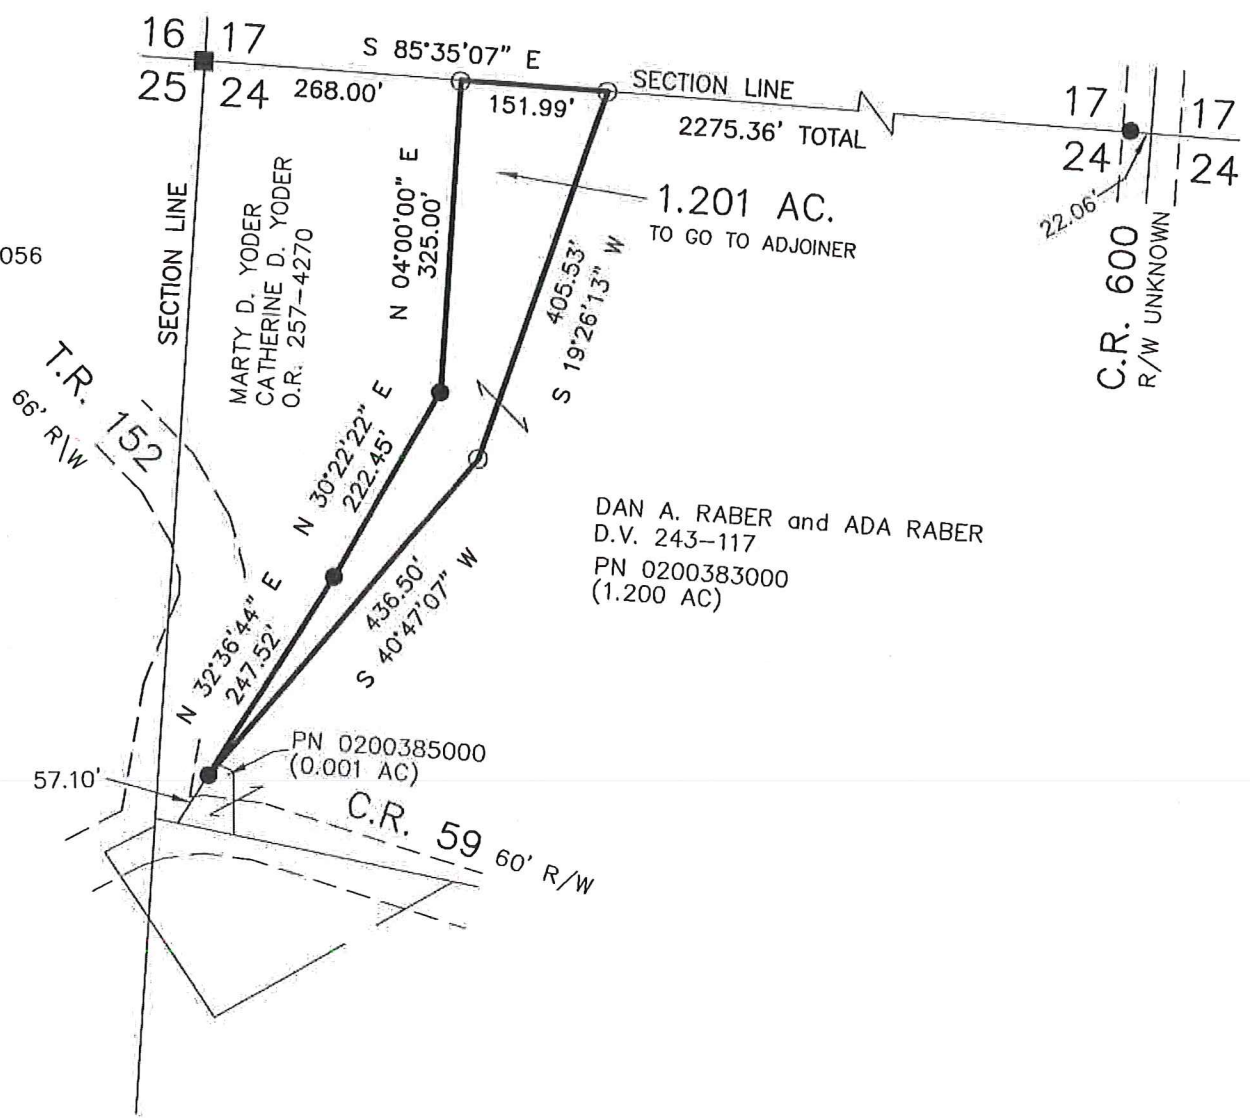 16 17
25 24
S 85°35'07" E
268.00'
151.99'
SECTION LINE
2275.36' TOTAL
17 17
24 24
22.06'
C.R. 600
R/W UNKNOWN
1.201 AC.
TO GO TO ADJOINER
056
SECTION LINE
MARTY D. YODER
CATHERINE D. YODER
O.R. 257-4270
N 04°00'00" E
325.00'
405.53'
S 19°26'13" W
T.R. 152
66' R/W
N 30°22'22" E
222.45'
DAN A. RABER and ADA RABER
D.V. 243-117
PN 0200383000
(1.200 AC)
N 32°36'44" E
247.52'
436.50'
S 40°47'07" W
PN 0200385000
(0.001 AC)
57.10'
C.R. 59 60' R/W